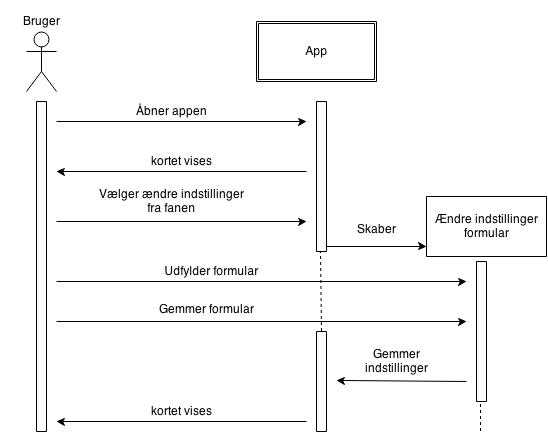 Bruger
App
Åbner appen
kortet vises
Vælger ændre indstillinger
fra fanen
Skaber
Ændre indstillinger
formular
Udfylder formular
Gemmer formular
Gemmer
indstillinger
kortet vises